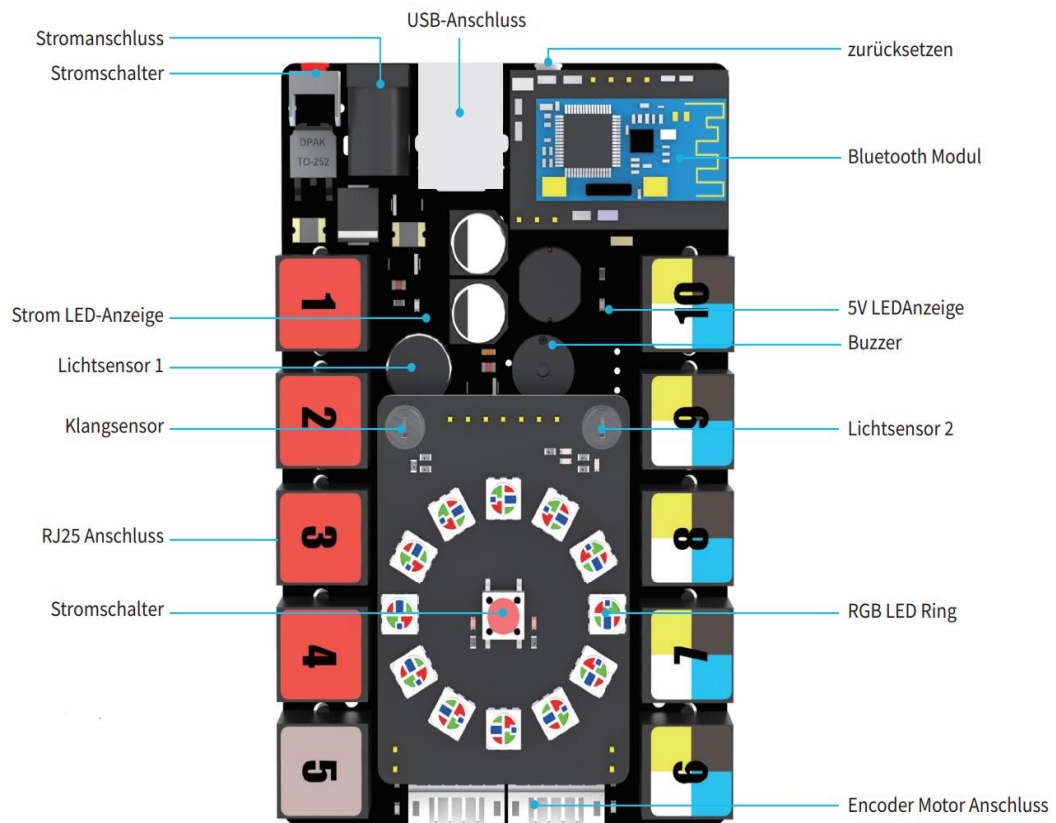 USB-Anschluss
Stromanschluss
zurücksetzen
Stromschalter
DPAK
TO-252
Bluetooth Modul
1
10
Strom LED-Anzeige
5V LEDAnzeige
Buzzer
Lichtsensor 1
2
9
Klangsensor
Lichtsensor 2
RJ25 Anschluss
3
8
Stromschalter
RGB LED Ring
4
7
5
6
Encoder Motor Anschluss